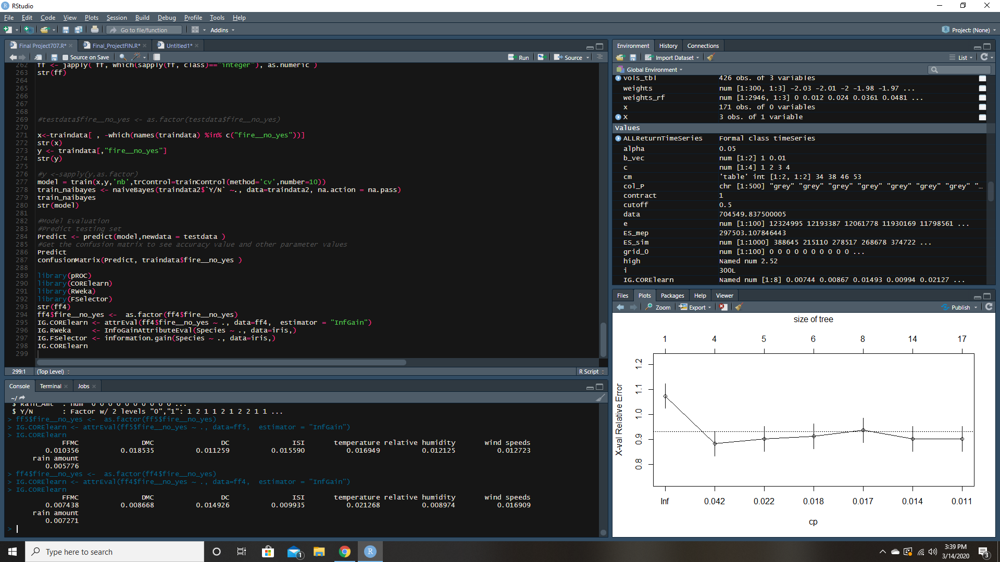 RStudio
File Edit Code View Plots Session Build Debug Profile Tools Help
Go to file/function Addins Project: (None)
Final Project707.R* Final_ProjectFIN.R* Untitled1*
Source on Save Run Source
262 ff <- japply( ff, which(sapply(ff, class)=="integer"), as.numeric )
263 str(ff)
264
265
266
267
268
269 #testdata$fire__no_yes <- as.factor(testdata$fire__no_yes)
270
271 x<-traindata[ , -which(names(traindata) %in% c("fire__no_yes"))]
272 str(x)
273 y <- traindata[,"fire__no_yes"]
274 str(y)
275
276 #y <-sapply(y,as.factor)
277 model = train(x,y,'nb',trControl=trainControl(method='cv',number=10))
278 train_naibayes <- naiveBayes(traindata2$`Y/N` ~., data=traindata2, na.action = na.pass)
279 train_naibayes
280 str(model)
281
282 #Model Evaluation
283 #Predict testing set
284 Predict <- predict(model,newdata = testdata )
285 #Get the confusion matrix to see accuracy value and other parameter values
286 Predict
287 confusionMatrix(Predict, traindata$fire__no_yes )
288
289 library(pROC)
290 library(CORElearn)
291 library(RWeka)
292 library(FSelector)
293 str(ff4)
294 ff4$fire__no_yes <-  as.factor(ff4$fire__no_yes)
295 IG.CORElearn <- attrEval(ff4$fire__no_yes ~ ., data=ff4,  estimator = "InfGain")
296 IG.RWeka     <- InfoGainAttributeEval(Species ~ ., data=iris,)
297 IG.FSelector <- information.gain(Species ~ ., data=iris,)
298 IG.CORElearn
299
299:1 (Top Level) R Script
Console Terminal Jobs
~/
$ Rain_Amt  : num  0 0 0 0 0 0 0 0 0 0 ...
$ Y/N       : Factor w/ 2 levels "0","1": 1 2 1 1 2 1 2 2 1 1 ...
> ff5$fire__no_yes <-  as.factor(ff5$fire__no_yes)
> IG.CORElearn <- attrEval(ff5$fire__no_yes ~ ., data=ff5,  estimator = "InfGain")
> IG.CORElearn
FFMC DMC DC ISI temperature relative humidity wind speeds
0.010356 0.018535 0.011259 0.015590 0.016949 0.012125 0.012723
rain amount
0.005776
> ff4$fire__no_yes <-  as.factor(ff4$fire__no_yes)
> IG.CORElearn <- attrEval(ff4$fire__no_yes ~ ., data=ff4,  estimator = "InfGain")
> IG.CORElearn
FFMC DMC DC ISI temperature relative humidity wind speeds
0.007438 0.008668 0.014926 0.009935 0.021268 0.008974 0.016909
rain amount
0.007271
>
Environment History Connections
Import Dataset List
Global Environment
vols_tbl 426 obs. of 3 variables
weights num [1:300, 1:3] -2.03 -2.01 -2 -1.98 -1.97 ...
weights_rf num [1:2946, 1:3] 0 0.012 0.024 0.0361 0.0481 ...
x 171 obs. of 0 variables
X 3 obs. of 1 variable
Values
ALLReturnTimeSeries Formal class timeSeries
alpha 0.05
b_vec num [1:2] 1 0.01
c num [1:4] 1 2 3 4
cm 'table' int [1:2, 1:2] 34 38 46 53
col_P chr [1:500] "grey" "grey" "grey" "grey" "grey" "grey" "grey" "...
contract 1
cutoff 0.5
data 704549.837500005
e num [1:100] 12324995 12193387 12061778 11930169 11798561 ...
ES_mep 297503.107846443
ES_sim num [1:1000] 388645 215110 278517 268678 374722 ...
grid_0 num [1:100] 0 0 0 0 0 0 0 0 0 0 ...
high Named num 2.52
i 300L
IG.CORElearn Named num [1:8] 0.00744 0.00867 0.01493 0.00994 0.02127 ...
Files Plots Packages Help Viewer
Zoom Export Publish
size of tree
1 4 5 6 8 14 17
X-val Relative Error
1.2
1.1
1.0
0.9
0.8
Inf 0.042 0.022 0.018 0.017 0.014 0.011
cp
Type here to search
1
R
3:39 PM
3/14/2020
3